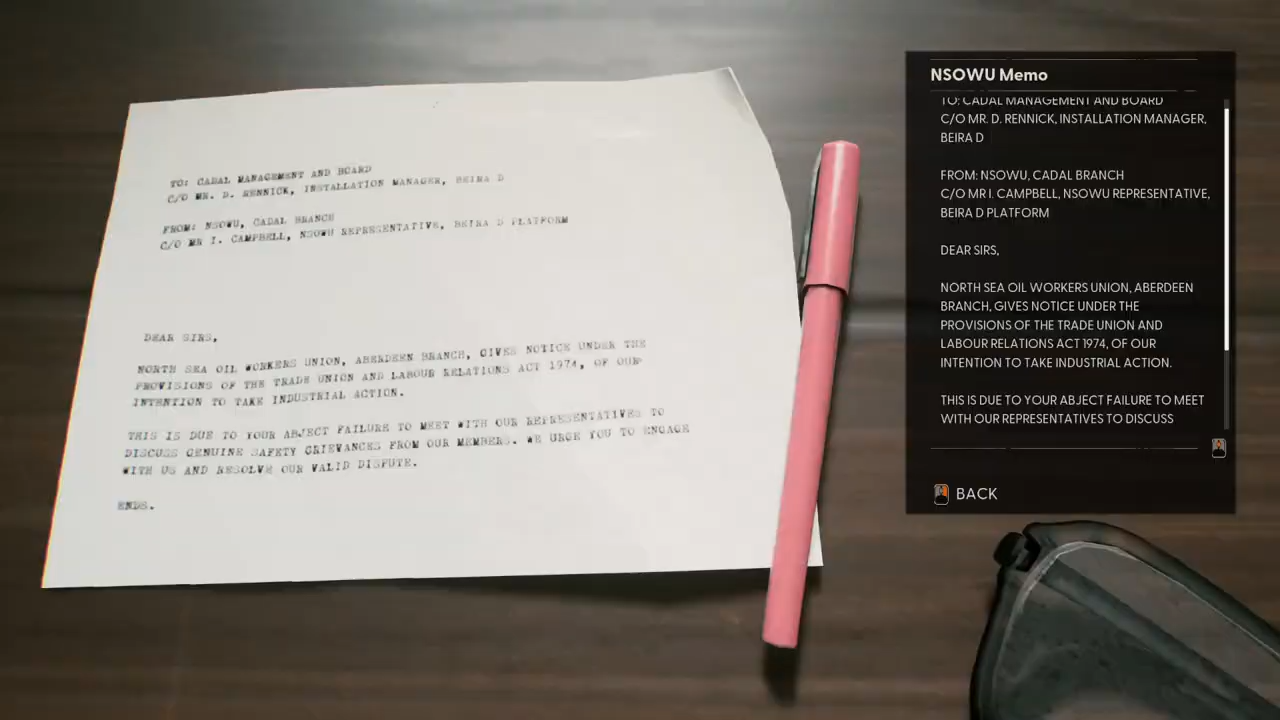 TO: CADAL MANAGEMENT AND BOARD
C/O MR. D. RENNICK, INSTALLATION MANAGER, BEIRA D
FROM: NSOWU, CADAL BRANCH
C/O MR I. CAMPBELL, NSOWU REPRESENTATIVE, BEIRA D PLATFORM
DEAR SIRS,
NORTH SEA OIL WORKERS UNION, ABERDEEN BRANCH, GIVES NOTICE UNDER THE
PROVISIONS OF THE TRADE UNION AND LABOUR RELATIONS ACT 1974, OF OUR
INTENTION TO TAKE INDUSTRIAL ACTION.
THIS IS DUE TO YOUR ABJECT FAILURE TO MEET WITH OUR REPRESENTATIVES TO
DISCUSS GENUINE SAFETY GRIEVANCES FROM OUR MEMBERS. WE URGE YOU TO ENGAGE
WITH US AND RESOLVE OUR VALID DISPUTE.
ENDS.
NSOWU Memo
TO: CADAL MANAGEMENT AND BOARD
C/O MR. D. RENNICK, INSTALLATION MANAGER,
BEIRA D
FROM: NSOWU, CADAL BRANCH
C/O MR I. CAMPBELL, NSOWU REPRESENTATIVE,
BEIRA D PLATFORM
DEAR SIRS,
NORTH SEA OIL WORKERS UNION, ABERDEEN
BRANCH, GIVES NOTICE UNDER THE
PROVISIONS OF THE TRADE UNION AND
LABOUR RELATIONS ACT 1974, OF OUR
INTENTION TO TAKE INDUSTRIAL ACTION.
THIS IS DUE TO YOUR ABJECT FAILURE TO MEET
WITH OUR REPRESENTATIVES TO DISCUSS
BACK